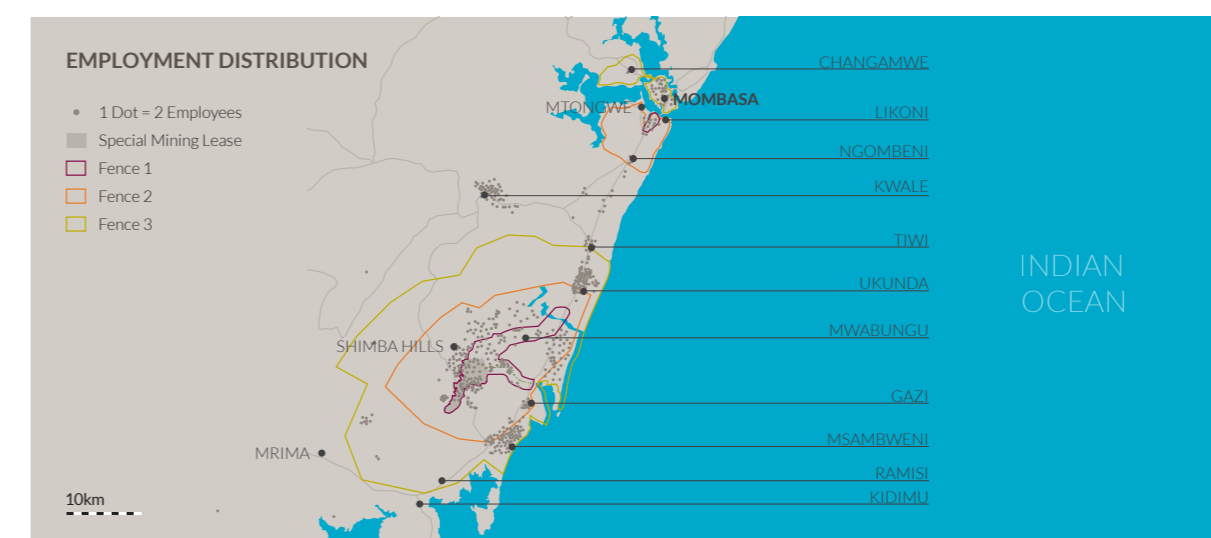 EMPLOYMENT DISTRIBUTION
1 Dot = 2 Employees
Special Mining Lease
Fence 1
Fence 2
Fence 3
CHANGAMWE
MOMBASA
MTONGWE
LIKONI
NGOMBENI
KWALE
TIWI
UKUNDA
INDIAN
OCEAN
MWABUNGU
SHIMBA HILLS
GAZI
MSAMBWENI
MRIMA
RAMISI
KIDIMU
10km